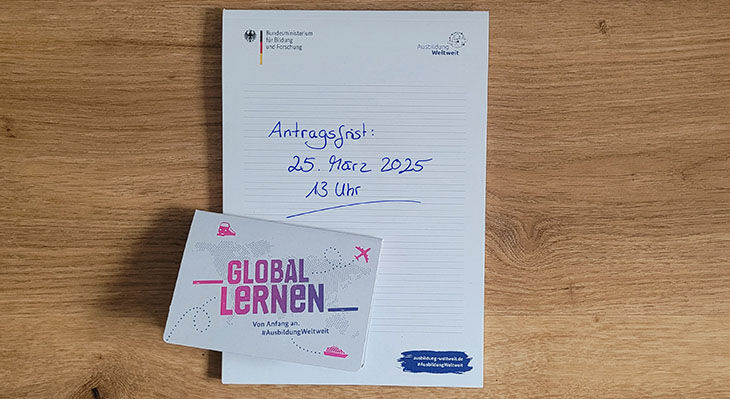 Bundesministerium
für Bildung
und Forschung
Ausbildung
Weltweit
Antragsfrist:
25. März 2025
13 Uhr
GLOBAL
LERNEN
Von Anfang an.
#AusbildungWeltweit
ausbildung-weltweit.de
#AusbildungWeltweit